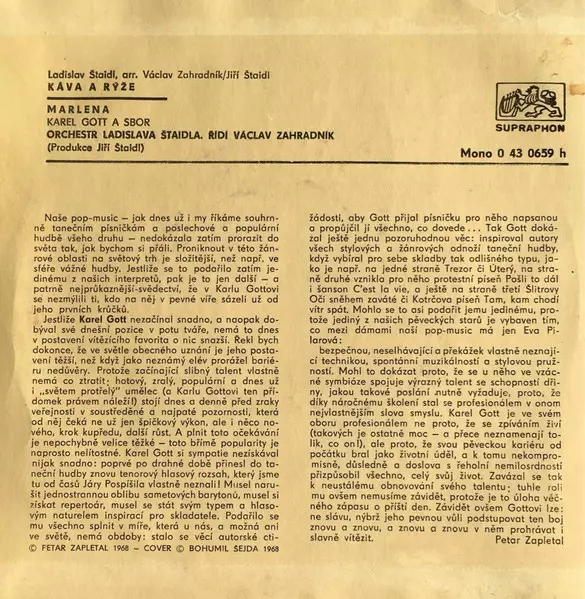 Ladislav Štaidl, arr. Václav Zahradník/Jiří Štaidl
KÁVA A RÝŽE
MARLENA
KAREL GOTT A SBOR
ORCHESTR LADISLAVA ŠTAIDLA. ŘÍDÍ VÁCLAV ZAHRADNÍK
(Produkce Jiří Štaidl)
SUPRAPHON
Mono 0 43 0659 h
Naše pop-music — jak dnes už i my říkáme souhrn-
ně tanečním písničkám a poslechové a populární
hudbě všeho druhu — nedokázala zatím prorazit do
světa tak, jak bychom si přáli. Proniknout v této žán-
rové oblasti na světový trh je složitější, než např. ve
sféře vážné hudby. Jestliže se to podařilo zatím je-
dinému z našich interpretů, pak je to jen další — a
patrně nejprůkaznější-svědectví, že v Karlu Gottovi
se nezmýlili ti, kdo na něj v pevné víře sázeli už od
jeho prvních krůčků.
Jestliže Karel Gott nezačínal snadno, a naopak do-
býval své dnešní pozice v potu tváře, nemá to dnes
v postavení vítězícího favorita o nic snazší. Řekl bych
dokonce, že ve světle obecného uznání je jeho posta-
vení těžší, než když jako neznámý elév prorážel barié-
ru nedůvěry. Protože začínající slibný talent vlastně
nemá co ztratit; hotový, zralý, populární a dnes už
i „světem protřelý" umělec (a Karlu Gottovi ten pří-
domek právem náleží) stojí dnes a denně před zraky
veřejnosti v soustředěné a napjaté pozornosti, která
od něj čeká ne už jen špičkový výkon, ale i něco no-
vého, krok kupředu, další růst. A plnit toto očekávání
je nepochybně velice těžké — toto břímě popularity je
naprosto nelítostné. Karel Gott si sympatie nezískával
nijak snadno: poprvé po drahné době přinesl do ta-
neční hudby znovu tenorový hlasový rozsah, který jsme
tu od časů Járy Pospíšila vlastně neznali! Musel naru-
šit jednostrannou oblibu sametových barytonů, musel si
získat repertoár, musel se stát svým typem a hlaso-
vým naturelem inspirací pro skladatele. Podařilo se
mu všechno splnit v míře, která u nás, a možná ani
ve světě, nemá obdoby: stalo se věcí autorské cti-
© PETAR ZAPLETAL 1968 – COVER © BOHUMIL ŠEJDA 1968
žádosti, aby Gott přijal písničku pro něho napsanou
a propůjčil jí všechno, co dovede... Tak Gott doká-
zal ještě jednu pozoruhodnou věc: inspiroval autory
všech stylových a žánrových odnoží taneční hudby,
když vybíral pro sebe skladby tak odlišného typu, ja-
ko je např. na jedné straně Trezor či Úterý, na stra-
ně druhé vznikla pro něho protestní píseň Pošli to dál
i šanson C'est la vie, a ještě na straně třetí Šlitrovy
Oči sněhem zaváté či Kotrčova píseň Tam, kam chodí
vítr spát. Mohlo se to asi podařit jemu jedinému, pro-
tože jediný z našich pěveckých starů je vybaven tím,
co mezi dámami naší pop-music má jen Eva Pi-
larová:
bezpečnou, neselhávající a překážek vlastně neznají-
cí technikou, spontánní muzikálností a stylovou pruž-
ností. Mohl to dokázat proto, že se u něho ve vzác-
né symbióze spojuje výrazný talent se schopností dři-
ny, jakou takové poslání nutně vyžaduje, proto, že
díky náročnému školení stal se profesionálem v onom
nejvlastnějším slova smyslu. Karel Gott je ve svém
oboru profesionálem ne proto, že se zpíváním živí
(takových je ostatně moc — a přece neznamenají to-
lik, co on!), ale proto, že svou pěveckou kariéru od
počátku bral jako životní úděl, a k tomu nekompro-
misně, důsledně a doslova s řeholní nemilosrdností
přizpůsobil všechno, celý svůj život. Zavázal se tak
k neustálému obnovování svého talentu; tuhle roli
mu ovšem nemusíme závidět, protože je to úloha věč-
ného zápasu o příští den. Závidět ovšem Gottovi lze:
ne slávu, nýbrž jeho pevnou vůli podstupovat ten boj
znovu a znovu, a znovu a znovu v něm prohrávat i
slavně vítězit.
Petar Zapletal